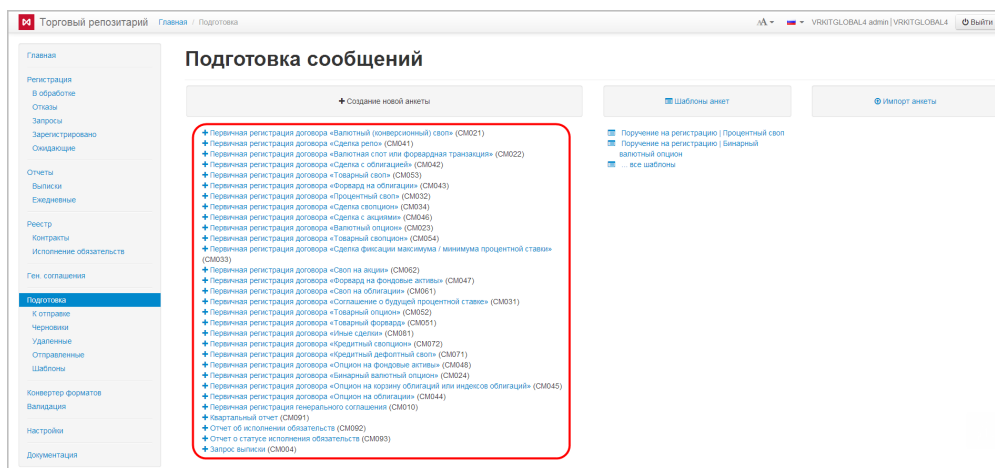 Торговый репозитарий Главная / Подготовка
VRKITGLOBAL4 admin | VRKITGLOBAL4 Выйти
Главная
Регистрация
В обработке
Отказы
Запросы
Зарегистрировано
Ожидающие
Отчеты
Выписки
Ежедневные
Реестр
Контракты
Исполнение обязательств
Ген. соглашения
Подготовка
К отправке
Черновики
Удаленные
Отправленные
Шаблоны
Конвертер форматов
Валидация
Настройки
Документация
Подготовка сообщений
Создание новой анкеты
Первичная регистрация договора «Валютный (конверсионный) своп» (CM021)
Первичная регистрация договора «Сделка репо» (CM041)
Первичная регистрация договора «Валютная спот или форвардная транзакция» (CM022)
Первичная регистрация договора «Сделка с облигацией» (CM042)
Первичная регистрация договора «Товарный своп» (CM053)
Первичная регистрация договора «Форвард на облигации» (CM043)
Первичная регистрация договора «Процентный своп» (CM032)
Первичная регистрация договора «Сделка свопцион» (CM034)
Первичная регистрация договора «Сделка с акциями» (CM046)
Первичная регистрация договора «Валютный опцион» (CM023)
Первичная регистрация договора «Товарный свопцион» (CM054)
Первичная регистрация договора «Сделка фиксации максимума / минимума процентной ставки»
(CM033)
Первичная регистрация договора «Своп на акции» (CM062)
Первичная регистрация договора «Форвард на фондовые активы» (CM047)
Первичная регистрация договора «Своп на облигации» (CM061)
Первичная регистрация договора «Соглашение о будущей процентной ставке» (CM031)
Первичная регистрация договора «Товарный опцион» (CM052)
Первичная регистрация договора «Товарный форвард» (CM051)
Первичная регистрация договора «Иные сделки» (CM081)
Первичная регистрация договора «Кредитный свопцион» (CM072)
Первичная регистрация договора «Кредитный дефолтный своп» (CM071)
Первичная регистрация договора «Опцион на фондовые активы» (CM048)
Первичная регистрация договора «Бинарный валютный опцион» (CM024)
Первичная регистрация договора «Опцион на корзину облигаций или индексов облигаций» (CM045)
Первичная регистрация договора «Опцион на облигации» (CM044)
Первичная регистрация генерального соглашения (CM010)
Квартальный отчет (CM091)
Отчет об исполнении обязательств (CM092)
Отчет о статусе исполнения обязательств (CM093)
Запрос выписки (CM004)
Шаблоны анкет
Поручение на регистрацию | Процентный своп
Поручение на регистрацию | Бинарный
валютный опцион
... все шаблоны
Импорт анкеты